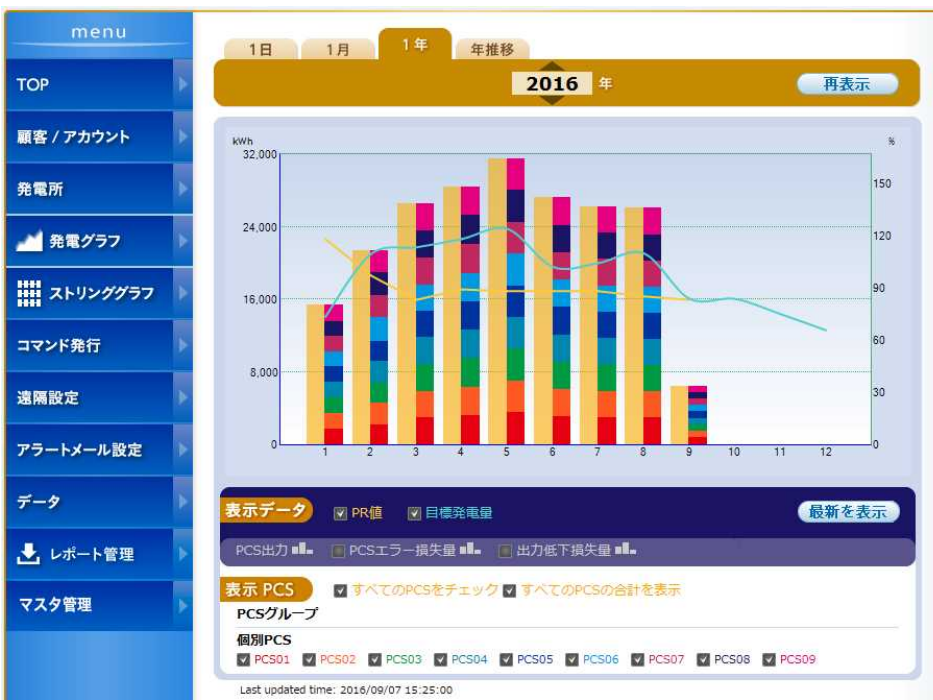 menu
TOP
顧客 / アカウント
発電所
発電グラフ
ストリンググラフ
コマンド発行
遠隔設定
アラートメール設定
データ
レポート管理
マスタ管理
1日 1月 1年 年推移
2016 年 再表示
kWh %
32,000
24,000
16,000
8,000
0
150
120
90
60
30
0
1 2 3 4 5 6 7 8 9 10 11 12
表示データ PR値 目標発電量 最新を表示
PCS出力 PCSエラー損失量 出力低下損失量
表示 PCS すべてのPCSをチェック すべてのPCSの合計を表示
PCSグループ
個別PCS
PCS01 PCS02 PCS03 PCS04 PCS05 PCS06 PCS07 PCS08 PCS09
Last updated time: 2016/09/07 15:25:00